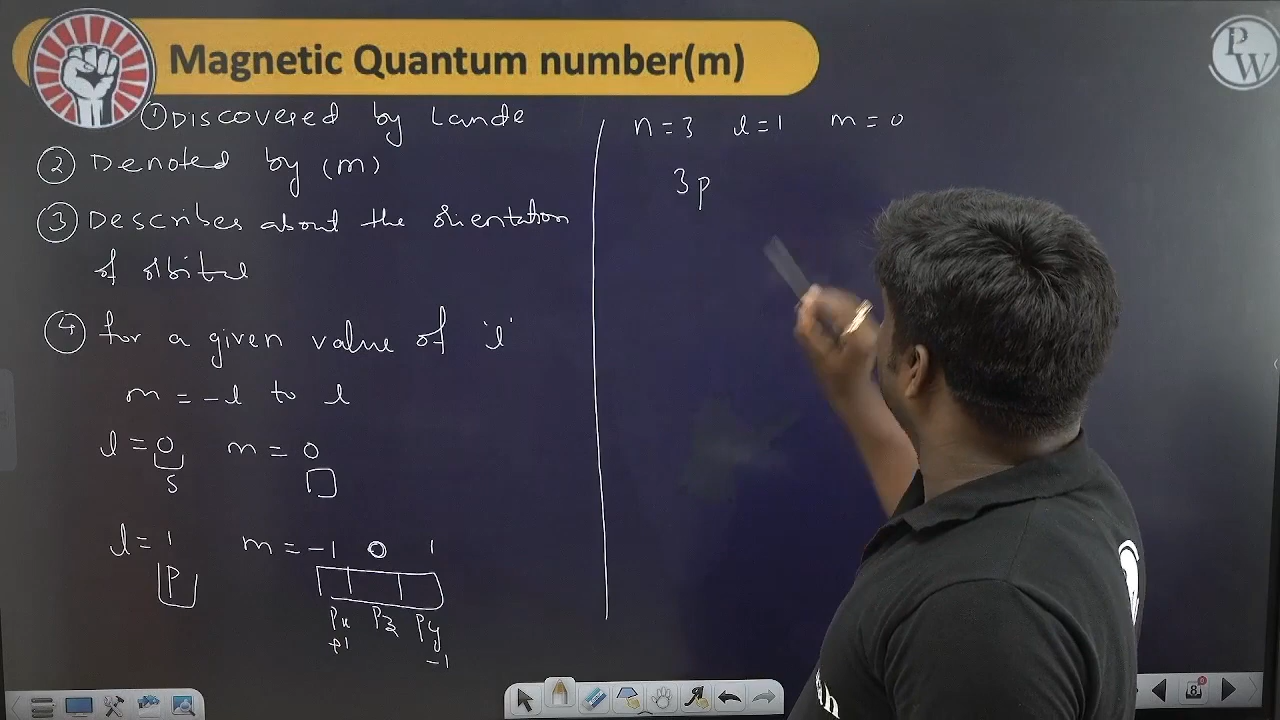 Magnetic Quantum number(m)
PW
① Discovered by Lande
② Denoted by (m)
③ Describes about the orientation
of orbital
④ for a given value of 'l'
m = -l to l
l = 0 m = 0
s
l = 1 m = -1 0 1
P
Px Pz Py
+1 -1
n = 3 l = 1 m = 0
3p
8